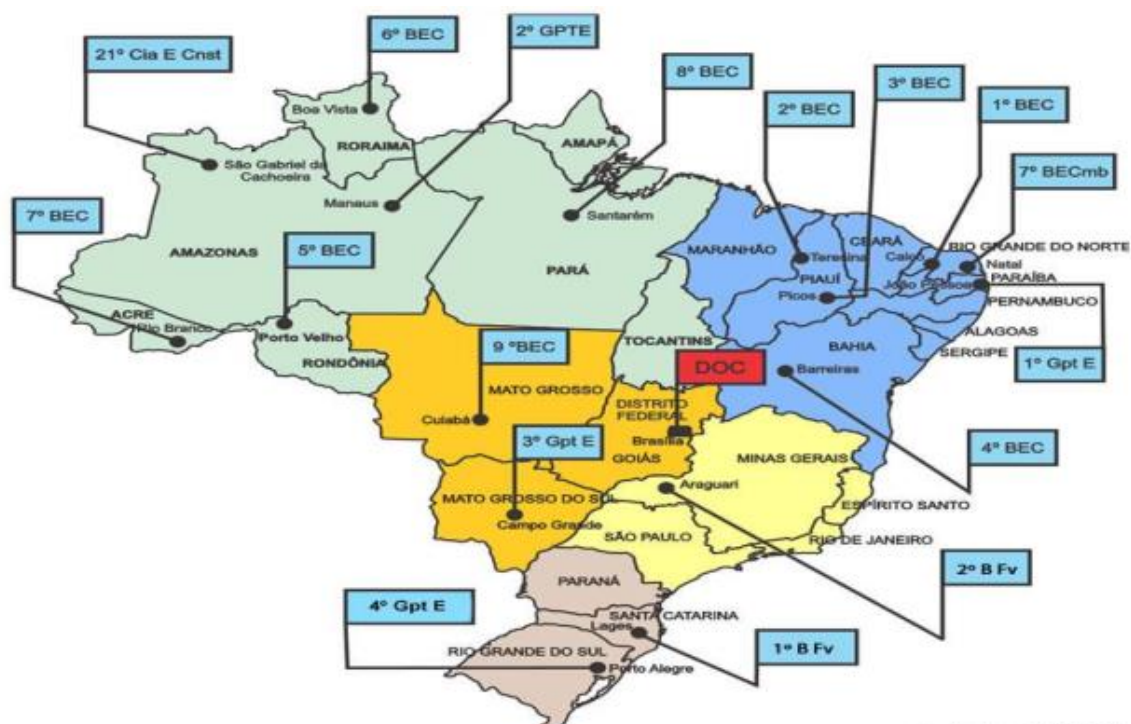 6º BEC
2º GPTE
21º Cia E Cnst
8º BEC
3º BEC
2º BEC
1º BEC
7º BECmb
Boa Vista
RORAIMA
AMAPÁ
São Gabriel da
Cachoeira
Manaus
Santarém
7º BEC
AMAZONAS
5º BEC
PARÁ
MARANHÃO
CEARÁ
RIO GRANDE DO NORTE
Teresina
Caicó
Natal
PIAUÍ
João Pessoa
PARAÍBA
Picos
PERNAMBUCO
ACRE
Rio Branco
Porto Velho
RONDÔNIA
9 ºBEC
TOCANTINS
ALAGOAS
BAHIA
SERGIPE
DOC
Barreiras
1º Gpt E
MATO GROSSO
DISTRITO
FEDERAL
Cuiabá
Brasília
3º Gpt E
GOIÁS
MINAS GERAIS
4º BEC
Araguari
MATO GROSSO DO SUL
ESPÍRITO SANTO
Campo Grande
SÃO PAULO
RIO DE JANEIRO
2º B Fv
PARANÁ
4º Gpt E
SANTA CATARINA
Lages
1º B Fv
RIO GRANDE DO SUL
Porto Alegre